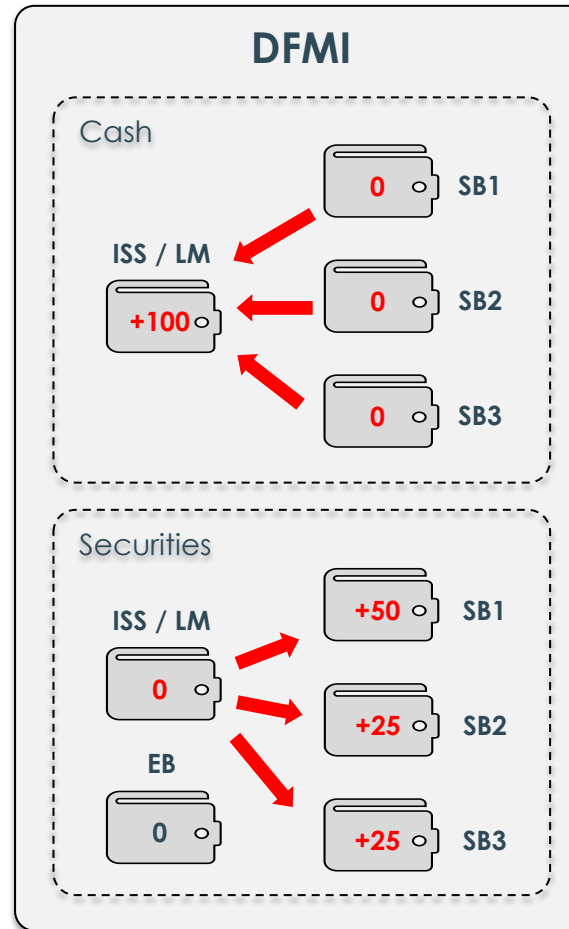 DFMI
Cash
0 SB1
ISS / LM
+100
0 SB2
0 SB3
Securities
ISS / LM
+50 SB1
0
+25 SB2
EB
0
+25 SB3